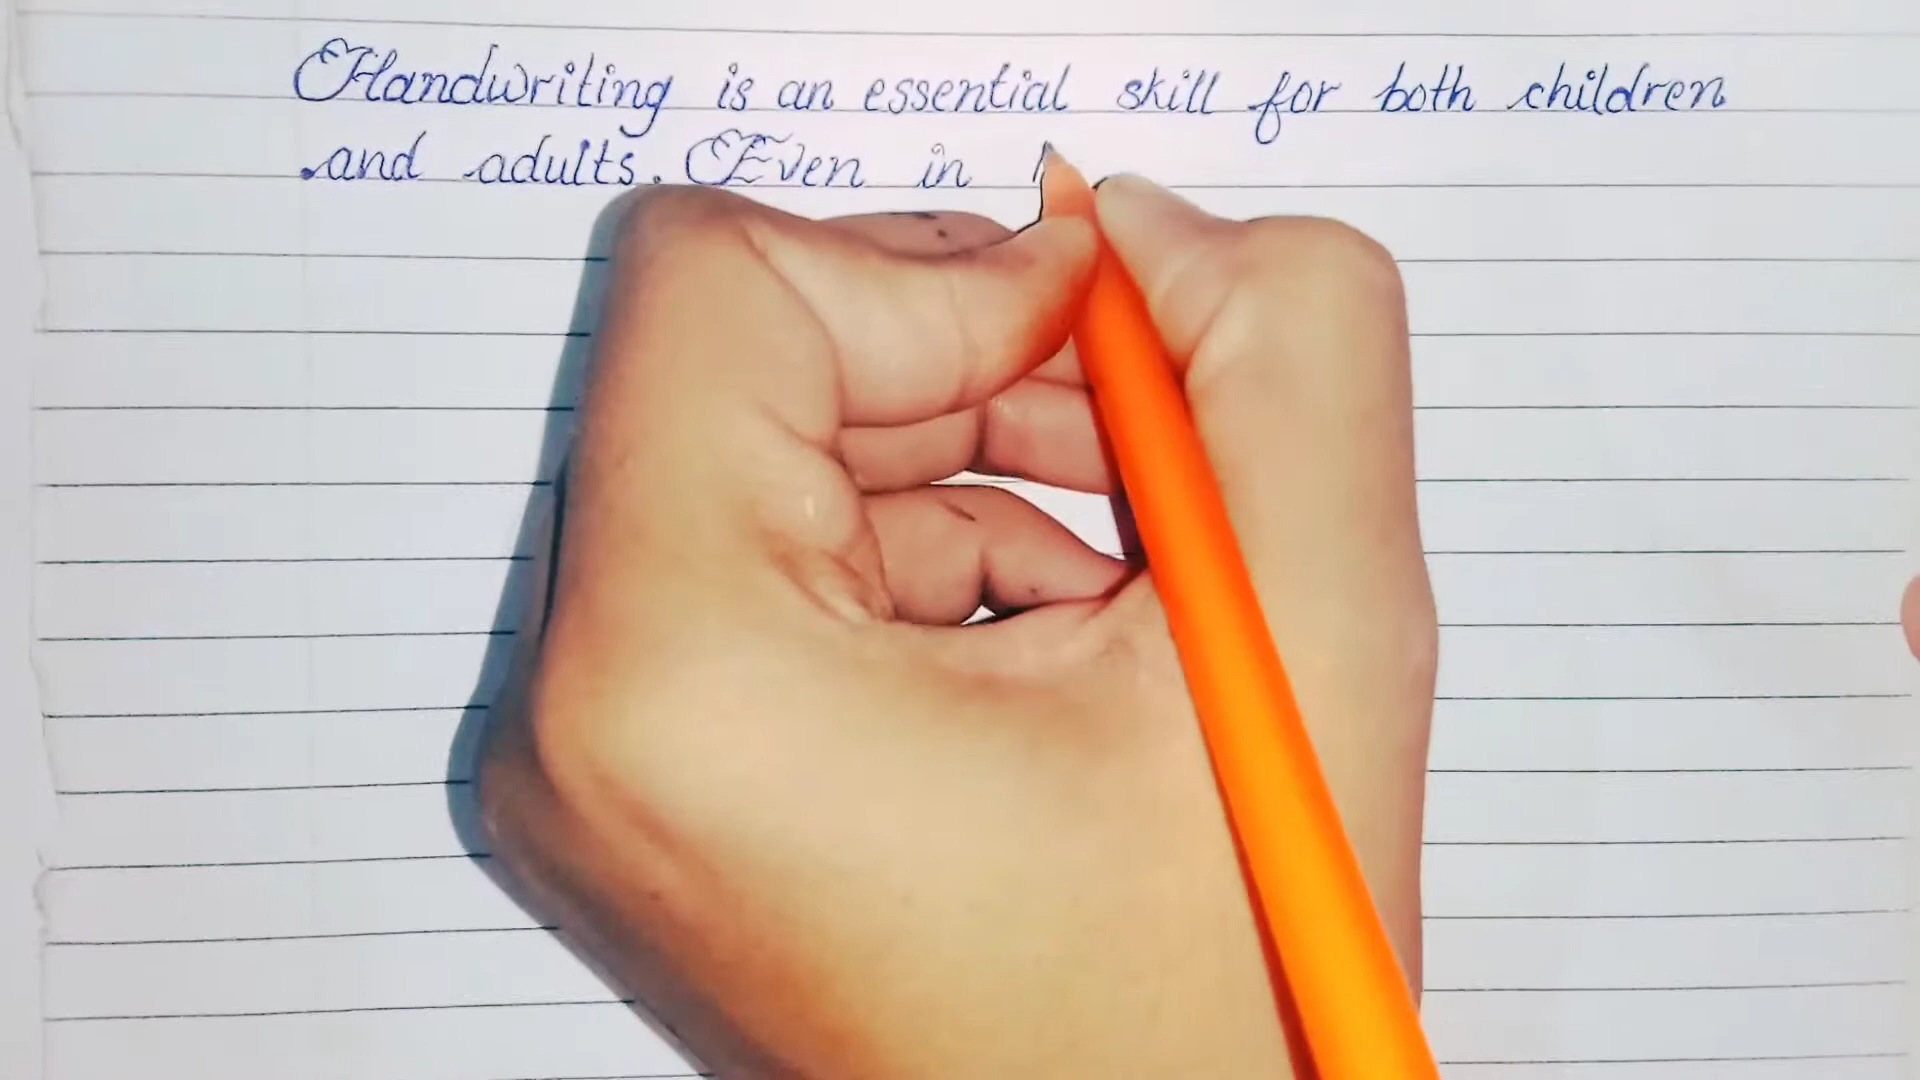 Handwriting is an essential skill for both children
and adults. Even in